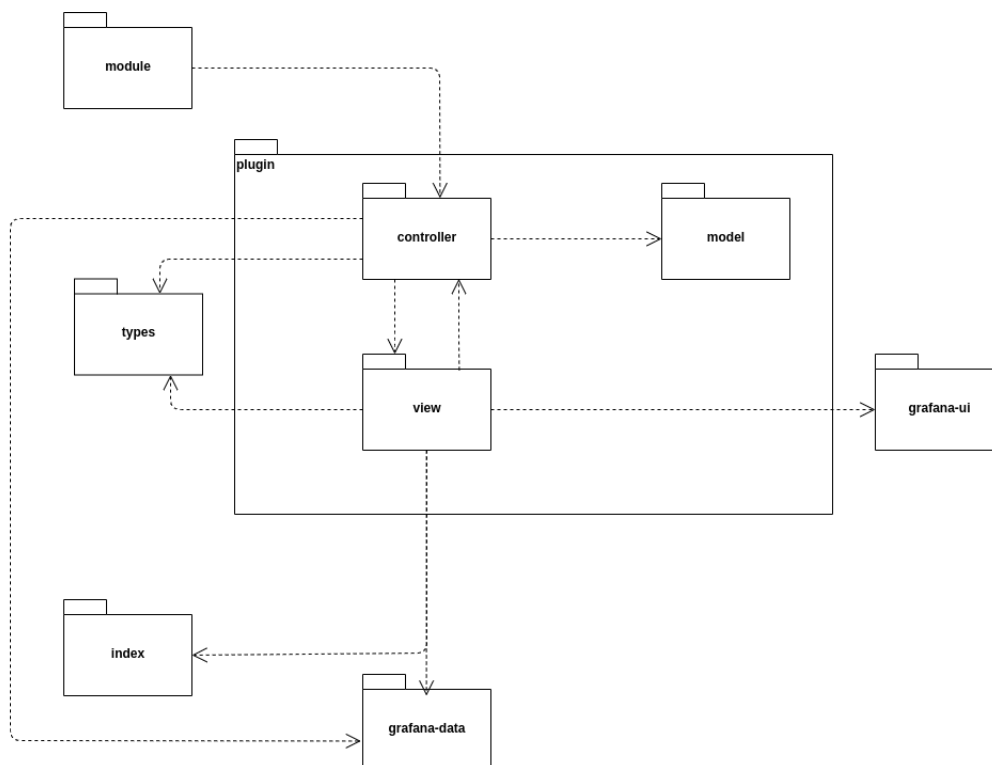 module
plugin
controller
model
types
view
grafana-ui
index
grafana-data